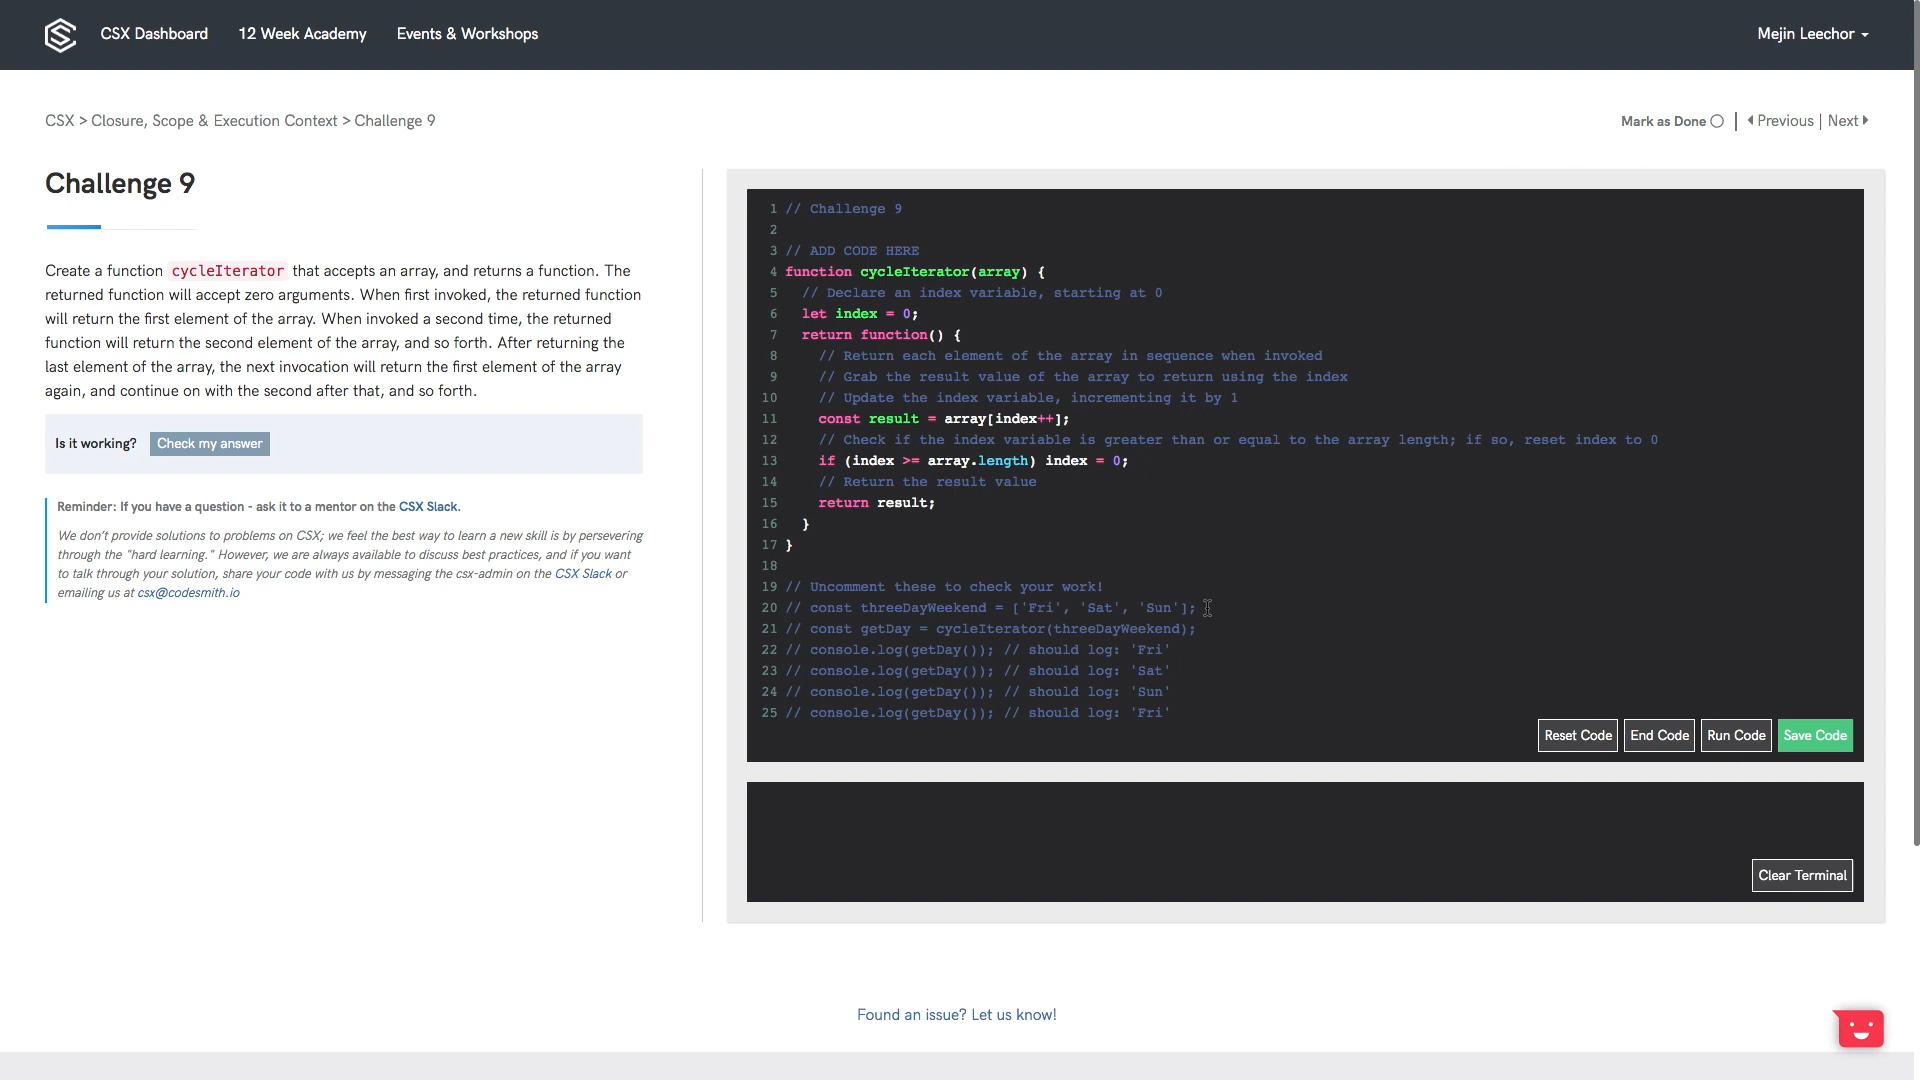 CSX Dashboard 12 Week Academy Events & Workshops Mejin Leechor
CSX > Closure, Scope & Execution Context > Challenge 9
Mark as Done | Previous | Next
Challenge 9
Create a function cycleIterator that accepts an array, and returns a function. The
returned function will accept zero arguments. When first invoked, the returned function
will return the first element of the array. When invoked a second time, the returned
function will return the second element of the array, and so forth. After returning the
last element of the array, the next invocation will return the first element of the array
again, and continue on with the second after that, and so forth.
Is it working? Check my answer
Reminder: If you have a question - ask it to a mentor on the CSX Slack.
We don't provide solutions to problems on CSX; we feel the best way to learn a new skill is by persevering
through the "hard learning." However, we are always available to discuss best practices, and if you want
to talk through your solution, share your code with us by messaging the csx-admin on the CSX Slack or
emailing us at csx@codesmith.io
1 // Challenge 9
2
3 // ADD CODE HERE
4 function cycleIterator(array) {
5 // Declare an index variable, starting at 0
6 let index = 0;
7 return function() {
8 // Return each element of the array in sequence when invoked
9 // Grab the result value of the array to return using the index
10 // Update the index variable, incrementing it by 1
11 const result = array[index++];
12 // Check if the index variable is greater than or equal to the array length; if so, reset index to 0
13 if (index >= array.length) index = 0;
14 // Return the result value
15 return result;
16 }
17 }
18
19 // Uncomment these to check your work!
20 // const threeDayWeekend = ['Fri', 'Sat', 'Sun'];
21 // const getDay = cycleIterator(threeDayWeekend);
22 // console.log(getDay()); // should log: 'Fri'
23 // console.log(getDay()); // should log: 'Sat'
24 // console.log(getDay()); // should log: 'Sun'
25 // console.log(getDay()); // should log: 'Fri'
Reset Code End Code Run Code Save Code
Clear Terminal
Found an issue? Let us know!